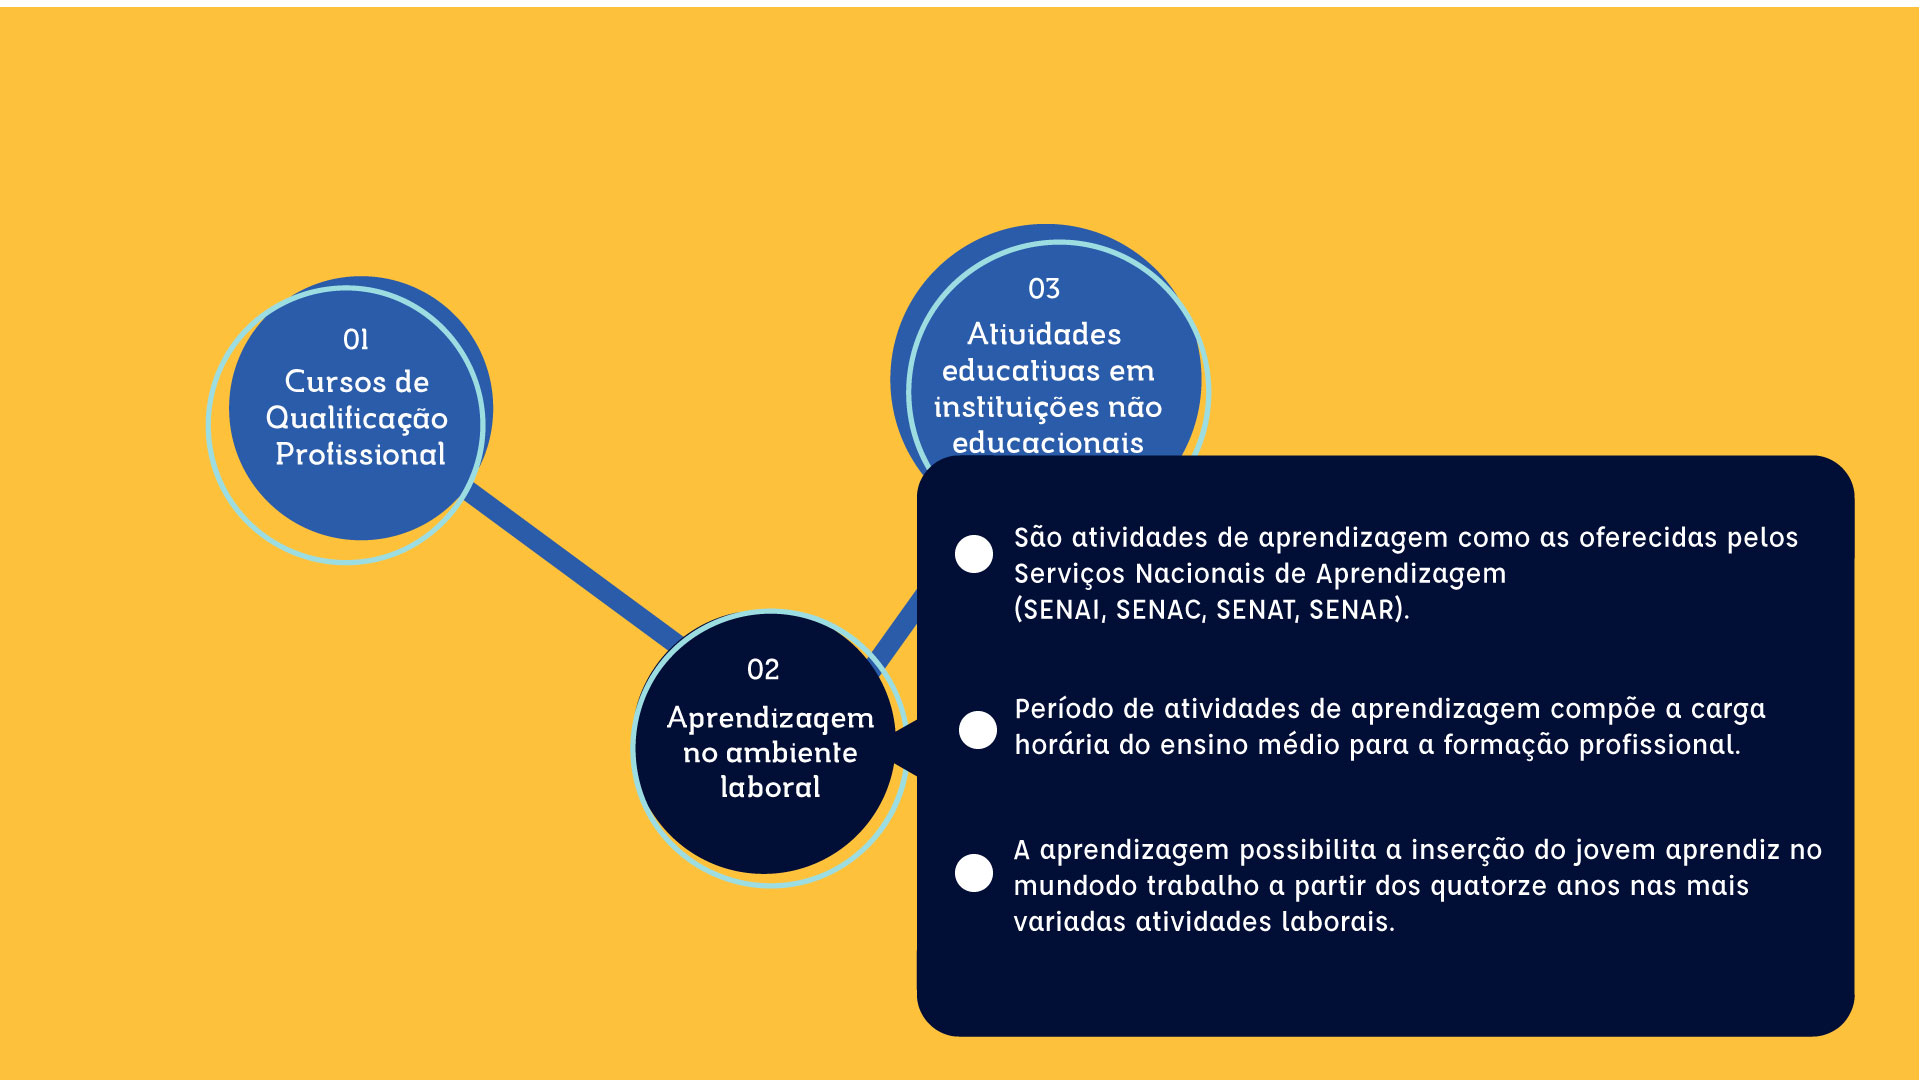 01
Cursos de
Qualificação
Profissional
02
Aprendizagem
no ambiente
laboral
03
Atividades
educativas em
instituições não
educacionais
São atividades de aprendizagem como as oferecidas pelos
Serviços Nacionais de Aprendizagem
(SENAI, SENAC, SENAT, SENAR).
Período de atividades de aprendizagem compõe a carga
horária do ensino médio para a formação profissional.
A aprendizagem possibilita a inserção do jovem aprendiz no
mundodo trabalho a partir dos quatorze anos nas mais
variadas atividades laborais.